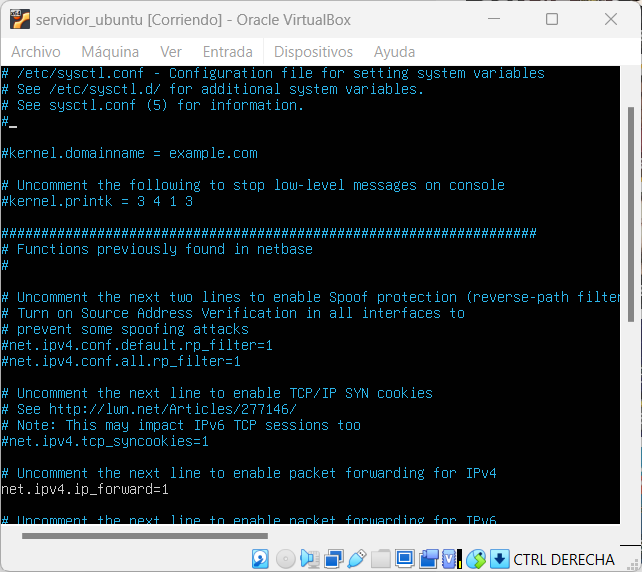 servidor_ubuntu [Corriendo] - Oracle VirtualBox
Archivo Máquina Ver Entrada Dispositivos Ayuda
# /etc/sysctl.conf - Configuration file for setting system variables
# See /etc/sysctl.d/ for additional system variables.
# See sysctl.conf (5) for information.
#_
#kernel.domainname = example.com
# Uncomment the following to stop low-level messages on console
#kernel.printk = 3 4 1 3
###################################################################
# Functions previously found in netbase
#
# Uncomment the next two lines to enable Spoof protection (reverse-path filter
# Turn on Source Address Verification in all interfaces to
# prevent some spoofing attacks
#net.ipv4.conf.default.rp_filter=1
#net.ipv4.conf.all.rp_filter=1
# Uncomment the next line to enable TCP/IP SYN cookies
# See http://lwn.net/Articles/277146/
# Note: This may impact IPv6 TCP sessions too
#net.ipv4.tcp_syncookies=1
# Uncomment the next line to enable packet forwarding for IPv4
net.ipv4.ip_forward=1
# Uncomment the next line to enable packet forwarding for IPv6
CTRL DERECHA